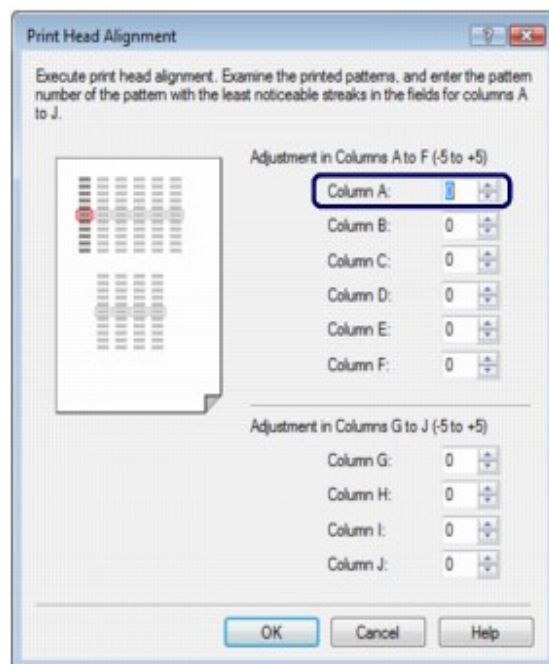 Print Head Alignment
Execute print head alignment. Examine the printed patterns, and enter the pattern
number of the pattern with the least noticeable streaks in the fields for columns A
to J.
Adjustment in Columns A to F (-5 to +5)
Column A: 0
Column B: 0
Column C: 0
Column D: 0
Column E: 0
Column F: 0
Adjustment in Columns G to J (-5 to +5)
Column G: 0
Column H: 0
Column I: 0
Column J: 0
OK Cancel Help